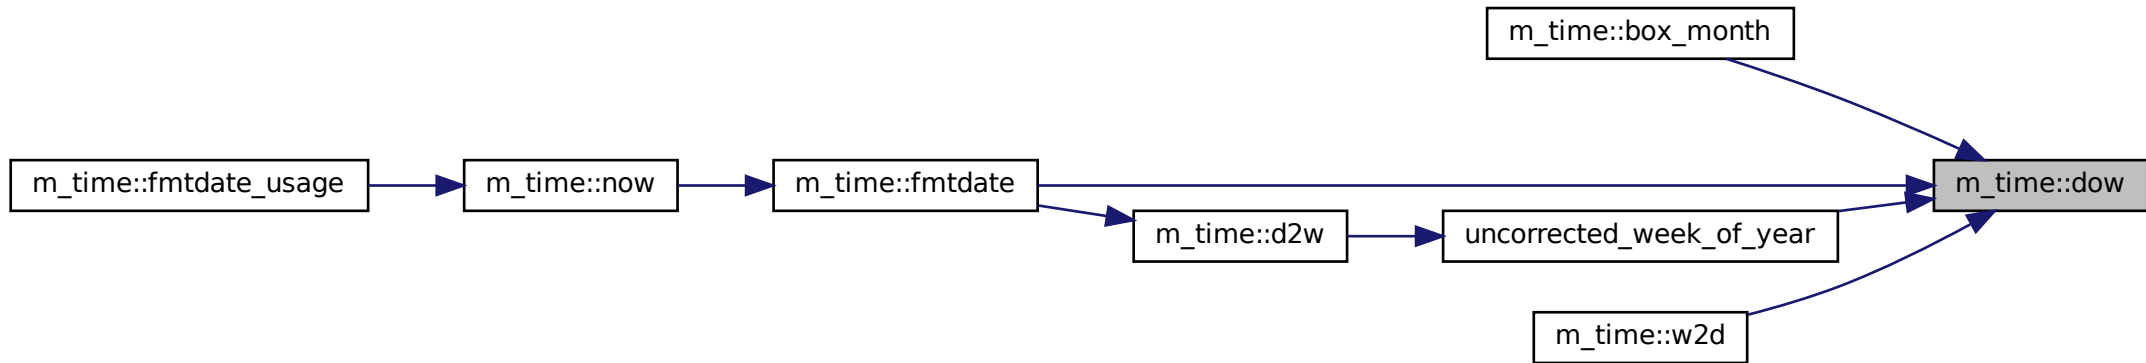 m_time::box_month
m_time::fmtdate_usage
m_time::now
m_time::fmtdate
m_time::dow
m_time::d2w
uncorrected_week_of_year
m_time::w2d